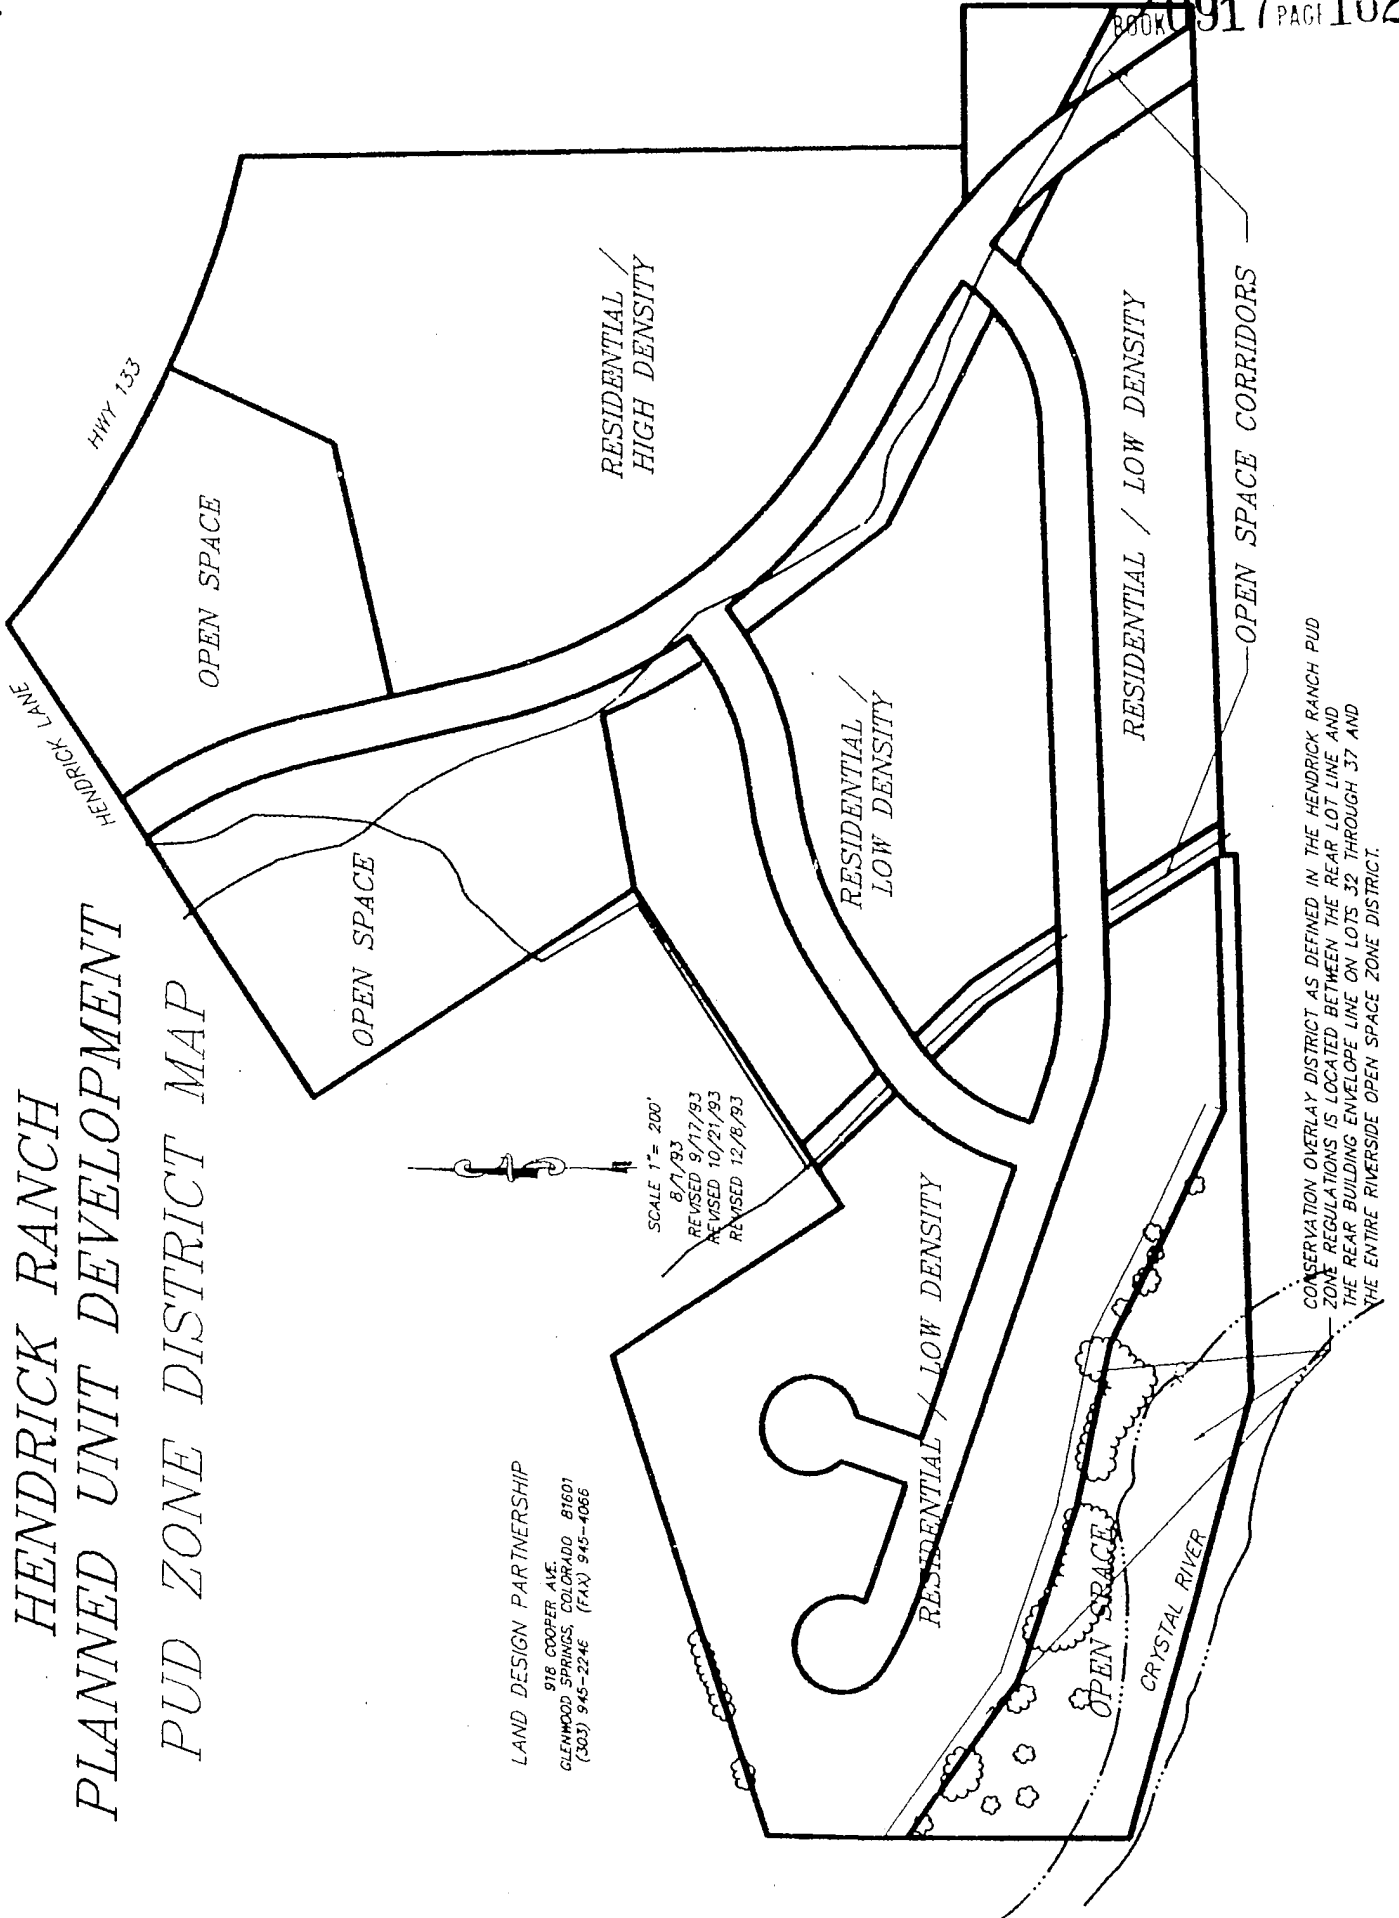 HENDRICK RANCH
PLANNED UNIT DEVELOPMENT
PUD ZONE DISTRICT MAP
BOOK 0917 PAGE 102
HWY 133
HENDRICK LANE
OPEN SPACE
OPEN SPACE
RESIDENTIAL /
HIGH DENSITY
RESIDENTIAL /
LOW DENSITY
RESIDENTIAL / LOW DENSITY
OPEN SPACE CORRIDORS
SCALE 1"= 200'
8/1/93
REVISED 9/17/93
REVISED 10/21/93
REVISED 12/8/93
LAND DESIGN PARTNERSHIP
918 COOPER AVE.
GLENWOOD SPRINGS, COLORADO 81601
(303) 945-2246 (FAX) 945-4066
RESIDENTIAL / LOW DENSITY
OPEN SPACE
CRYSTAL RIVER
CONSERVATION OVERLAY DISTRICT AS DEFINED IN THE HENDRICK RANCH PUD
ZONE REGULATIONS IS LOCATED BETWEEN THE REAR LOT LINE AND
THE REAR BUILDING ENVELOPE LINE ON LOTS 32 THROUGH 37 AND
THE ENTIRE RIVERSIDE OPEN SPACE ZONE DISTRICT.